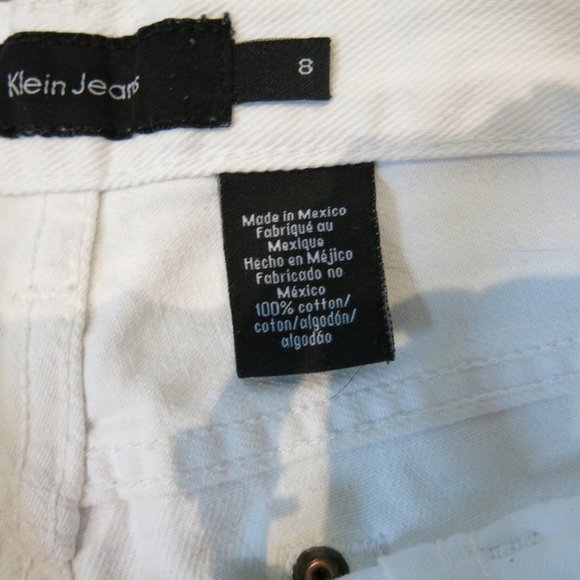 Klein Jeans
8
Made in Mexico
Fabriqué au
Mexique
Hecho en Méjico
Fabricado no
México
100% cotton/
coton/algodón/
algodão